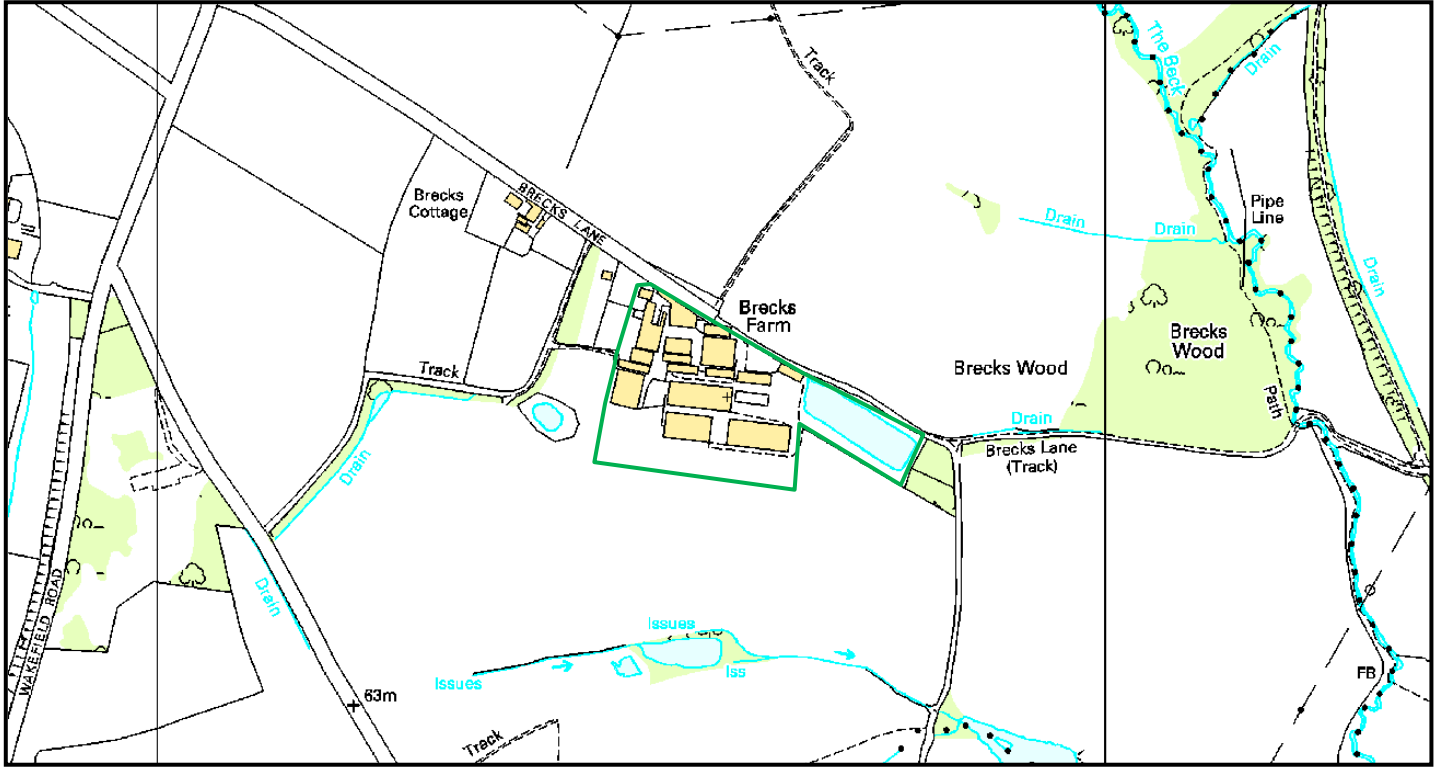 The Beck
Drain
Track
BRECKS LANE
Brecks
Cottage
Pipe
Line
Drain
Drain
Drain
Brecks
Farm
Brecks
Wood
Brecks Wood
Track
Path
Drain
Brecks Lane
(Track)
Drain
WAKEFIELD ROAD
Drain
Issues
Iss
Issues
FB
63m
Track